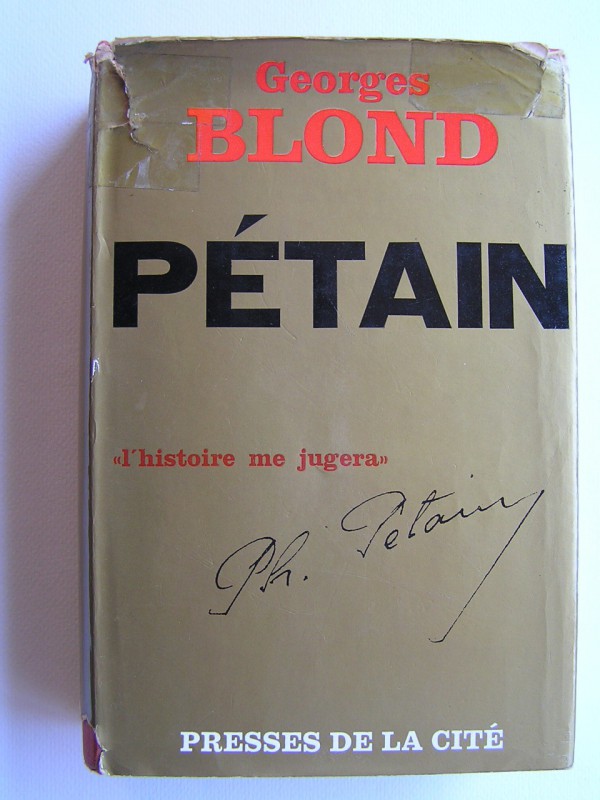 Georges
BLOND
PÉTAIN
«l'histoire me jugera»
Ph. Pétain
PRESSES DE LA CITÉ